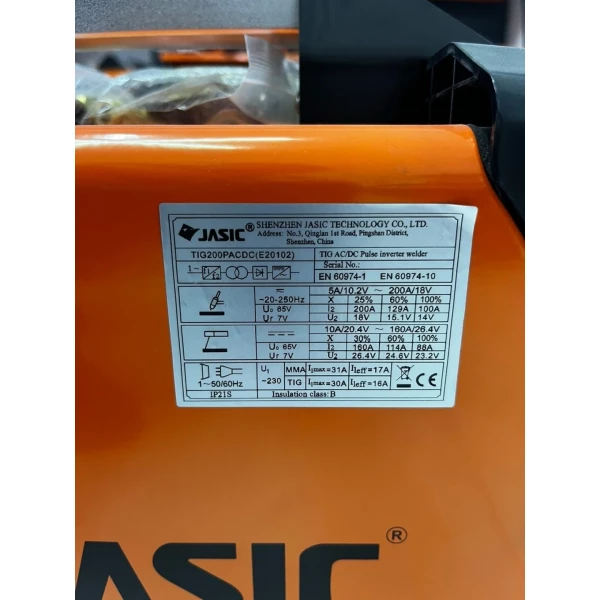 JASIC® SHENZHEN JASIC TECHNOLOGY CO., LTD.
Address: No.3, Qinglan 1st Road, Pingshan District,
Shenzhen, China
TIG200PACDC(E20102) TIG AC/DC Pulse inverter welder
1~ f1 f2 Serial No.:
EN 60974-1 EN 60974-10
5A/10.2V ~ 200A/18V
~20-250Hz X 25% 60% 100%
U0 65V I2 200A 129A 100A
Ur 7V U2 18V 15.1V 14V
10A/20.4V ~ 160A/26.4V
X 30% 60% 100%
U0 65V I2 160A 114A 88A
Ur 7V U2 26.4V 24.6V 23.2V
U1 MMA I1max=31A I1eff=17A
1~50/60Hz ~230 TIG I1max=30A I1eff=16A CE
IP21S Insulation class: B
JASIC®